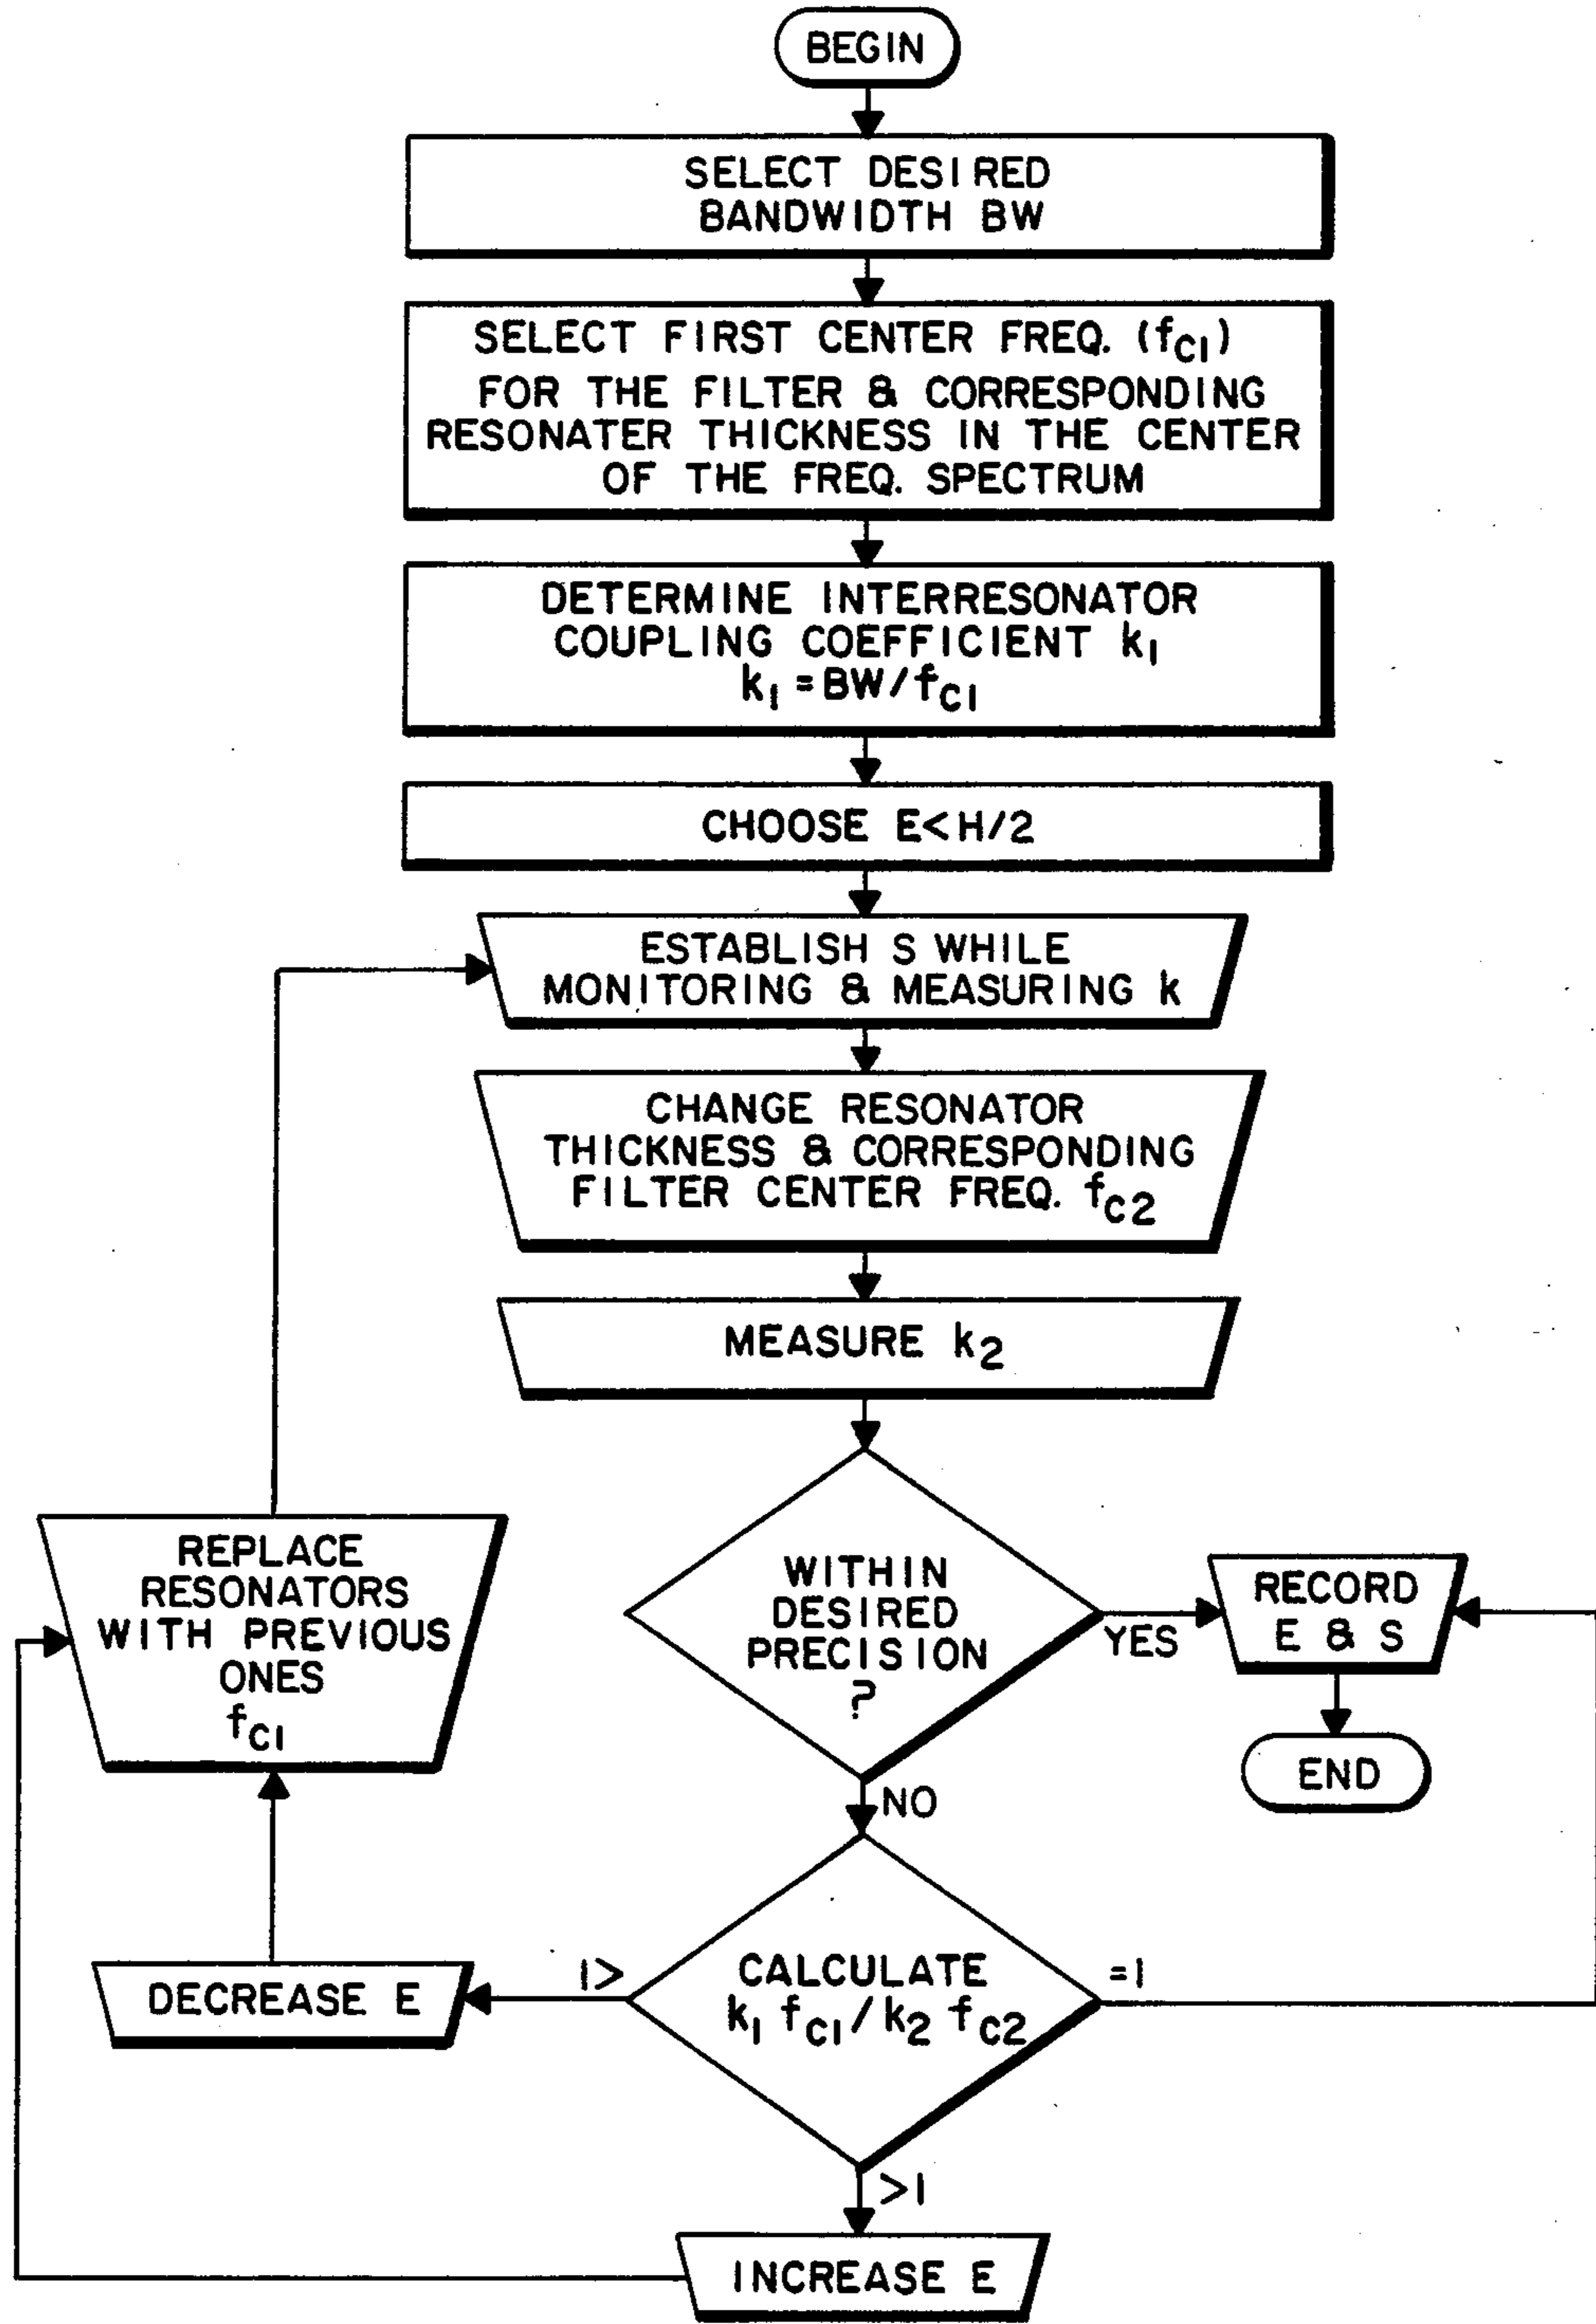 BEGIN
SELECT DESIRED
BANDWIDTH BW
SELECT FIRST CENTER FREQ. (fC1)
FOR THE FILTER & CORRESPONDING
RESONATER THICKNESS IN THE CENTER
OF THE FREQ. SPECTRUM
DETERMINE INTERRESONATOR
COUPLING COEFFICIENT k1
k1 = BW/fC1
CHOOSE E<H/2
ESTABLISH S WHILE
MONITORING & MEASURING k
CHANGE RESONATOR
THICKNESS & CORRESPONDING
FILTER CENTER FREQ. fC2
MEASURE k2
WITHIN
DESIRED
PRECISION
?
YES
RECORD
E & S
END
REPLACE
RESONATORS
WITH PREVIOUS
ONES
fC1
NO
CALCULATE
k1 fC1/k2 fC2
1>
=1
DECREASE E
>1
INCREASE E